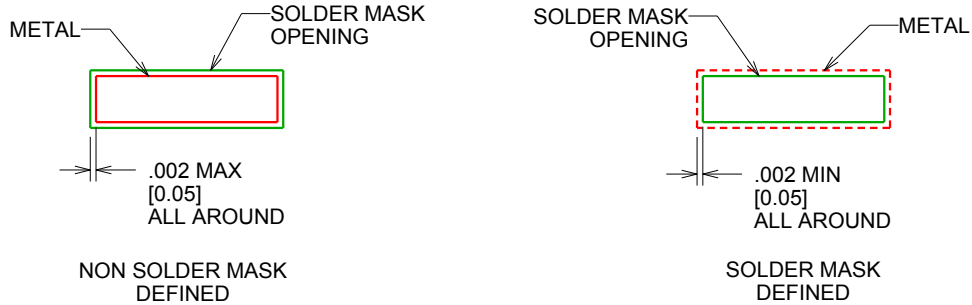 METAL
SOLDER MASK
OPENING
.002 MAX
[0.05]
ALL AROUND
NON SOLDER MASK
DEFINED
SOLDER MASK
OPENING
METAL
.002 MIN
[0.05]
ALL AROUND
SOLDER MASK
DEFINED